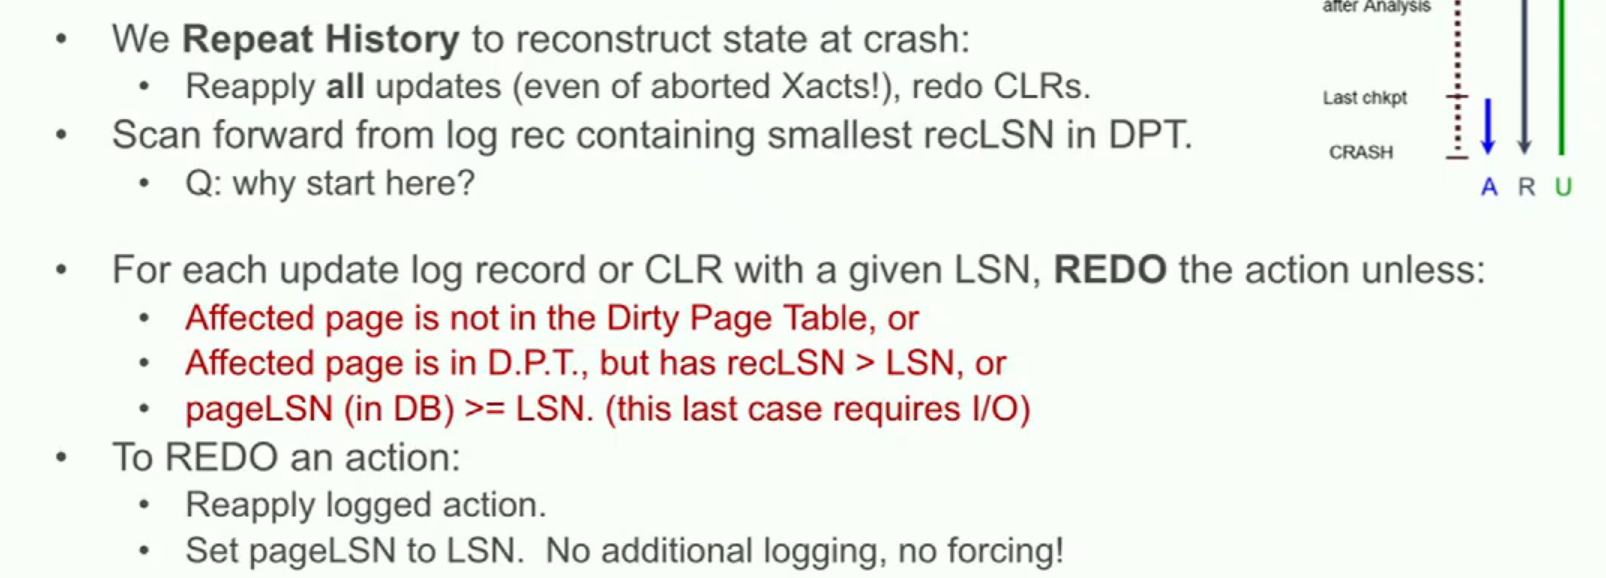 • We Repeat History to reconstruct state at crash:
• Reapply all updates (even of aborted Xacts!), redo CLRs.
• Scan forward from log rec containing smallest recLSN in DPT.
• Q: why start here?
• For each update log record or CLR with a given LSN, REDO the action unless:
• Affected page is not in the Dirty Page Table, or
• Affected page is in D.P.T., but has recLSN > LSN, or
• pageLSN (in DB) >= LSN. (this last case requires I/O)
• To REDO an action:
• Reapply logged action.
• Set pageLSN to LSN.  No additional logging, no forcing!
after Analysis
Last chkpt
CRASH
A R U